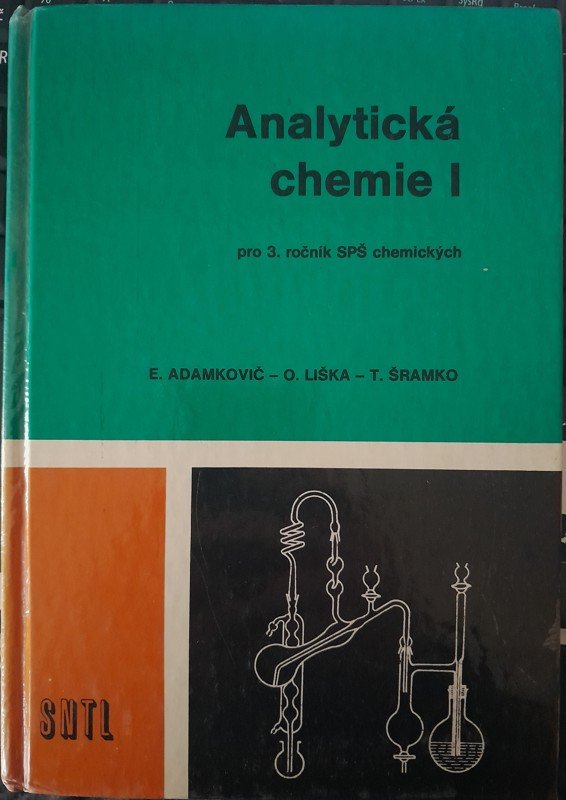 Analytická
chemie I
pro 3. ročník SPŠ chemických
E. ADAMKOVIČ – O. LIŠKA – T. ŠRAMKO
SNTL